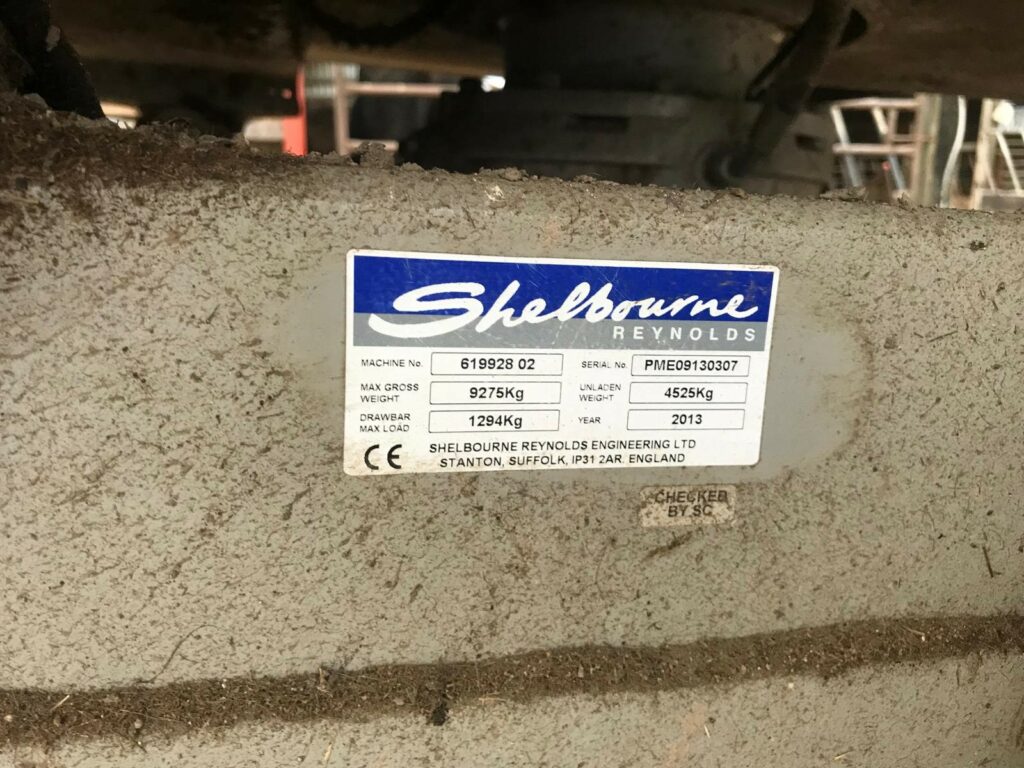 Shelbourne
REYNOLDS
MACHINE No. 619928 02 SERIAL No. PME09130307
MAX GROSS WEIGHT 9275Kg UNLADEN WEIGHT 4525Kg
DRAWBAR MAX LOAD 1294Kg YEAR 2013
CE SHELBOURNE REYNOLDS ENGINEERING LTD
STANTON, SUFFOLK, IP31 2AR. ENGLAND
CHECKED
BY SC